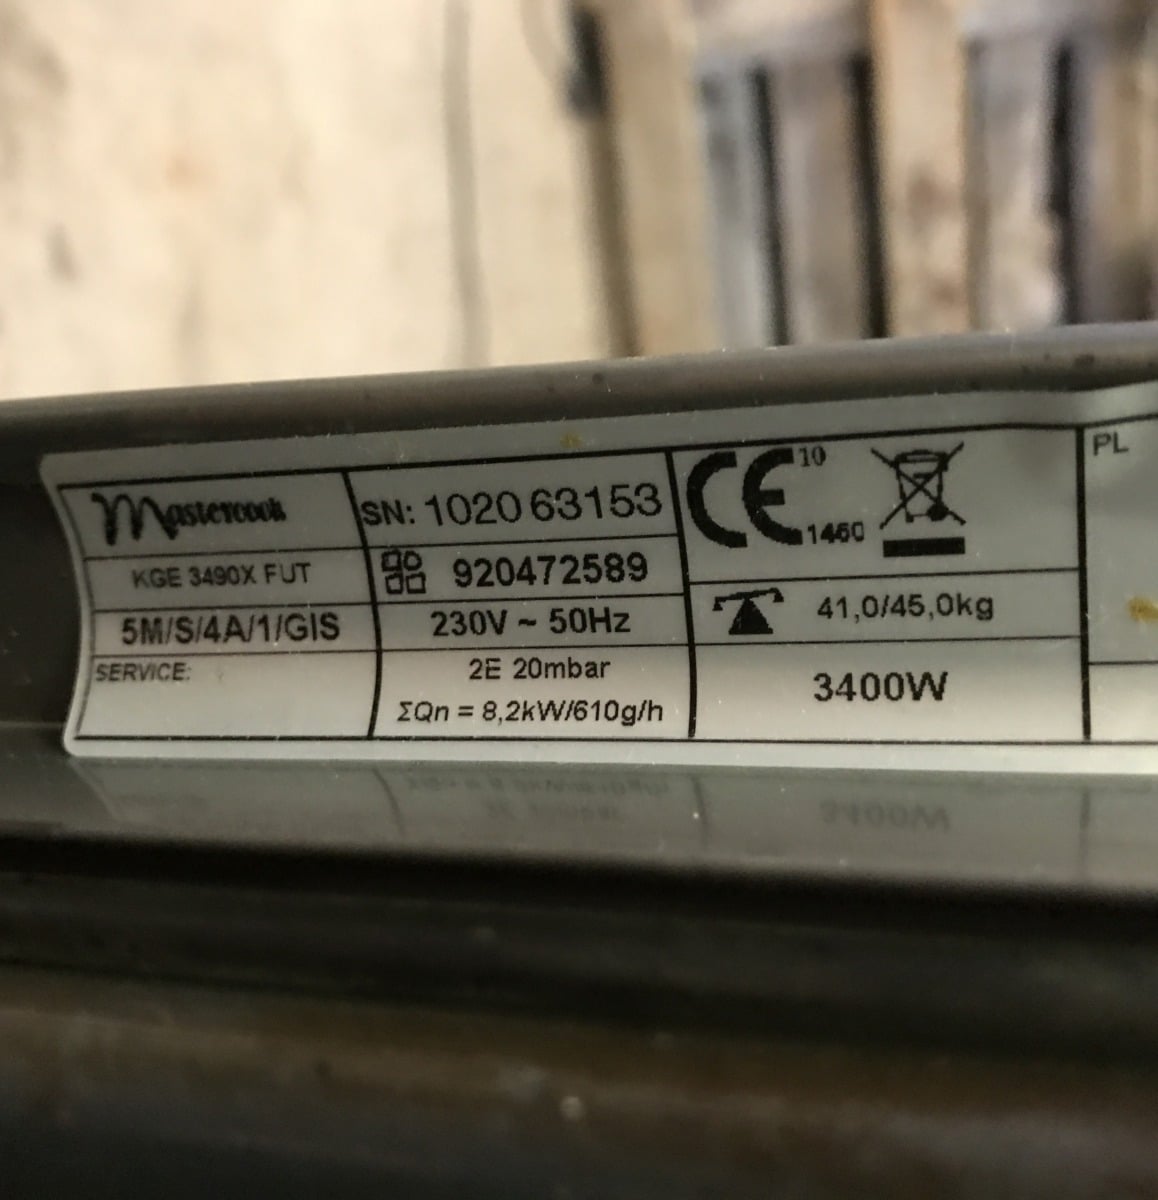 Mastercook
KGE 3490X FUT
5M/S/4A/1/GIS
SERVICE:
SN: 1020 63153
920472589
230V ~ 50Hz
2E 20mbar
ΣQn = 8,2kW/610g/h
CE 10
1460
41,0/45,0kg
3400W
PL